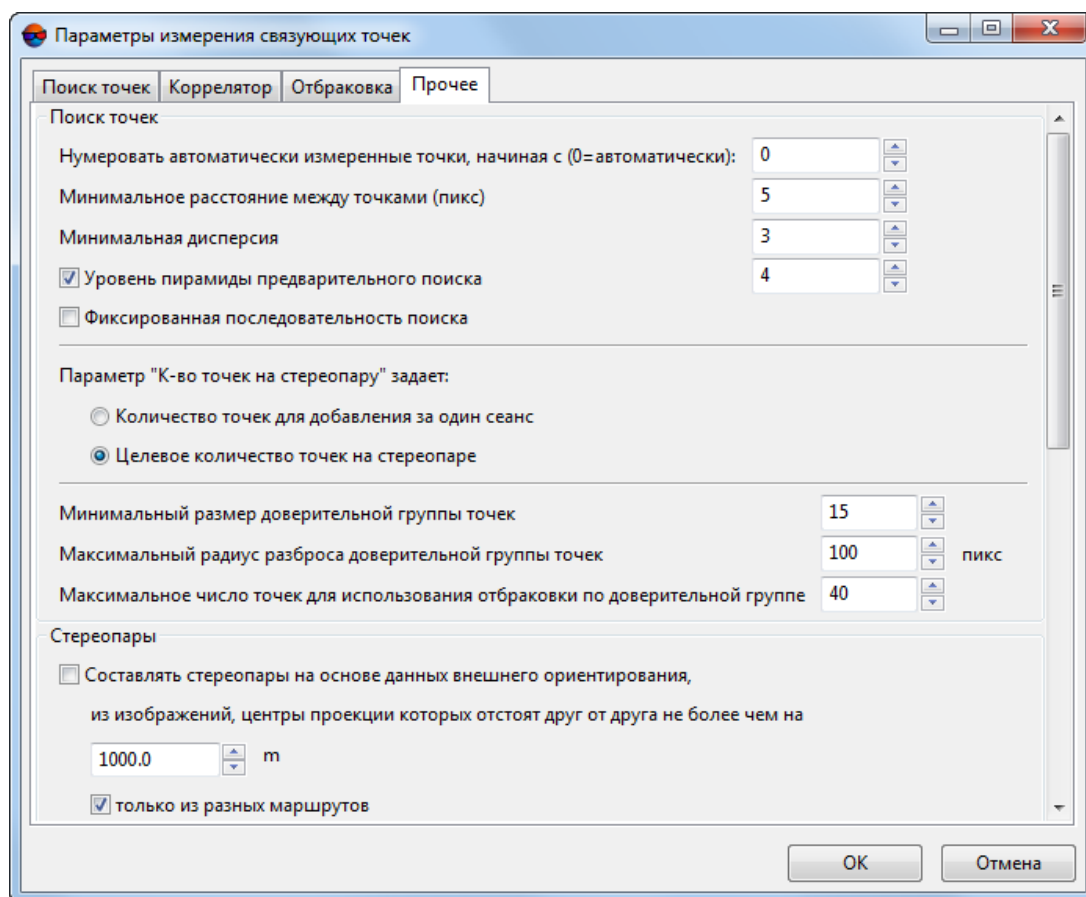 Параметры измерения связующих точек
Поиск точек
Коррелятор
Отбраковка
Прочее
Поиск точек
Нумеровать автоматически измеренные точки, начиная с (0=автоматически):
0
Минимальное расстояние между точками (пикс)
5
Минимальная дисперсия
3
Уровень пирамиды предварительного поиска
4
Фиксированная последовательность поиска
Параметр "К-во точек на стереопару" задает:
Количество точек для добавления за один сеанс
Целевое количество точек на стереопаре
Минимальный размер доверительной группы точек
15
Максимальный радиус разброса доверительной группы точек
100
пикс
Максимальное число точек для использования отбраковки по доверительной группе
40
Стереопары
Составлять стереопары на основе данных внешнего ориентирования,
из изображений, центры проекции которых отстоят друг от друга не более чем на
1000.0
m
только из разных маршрутов
OK
Отмена